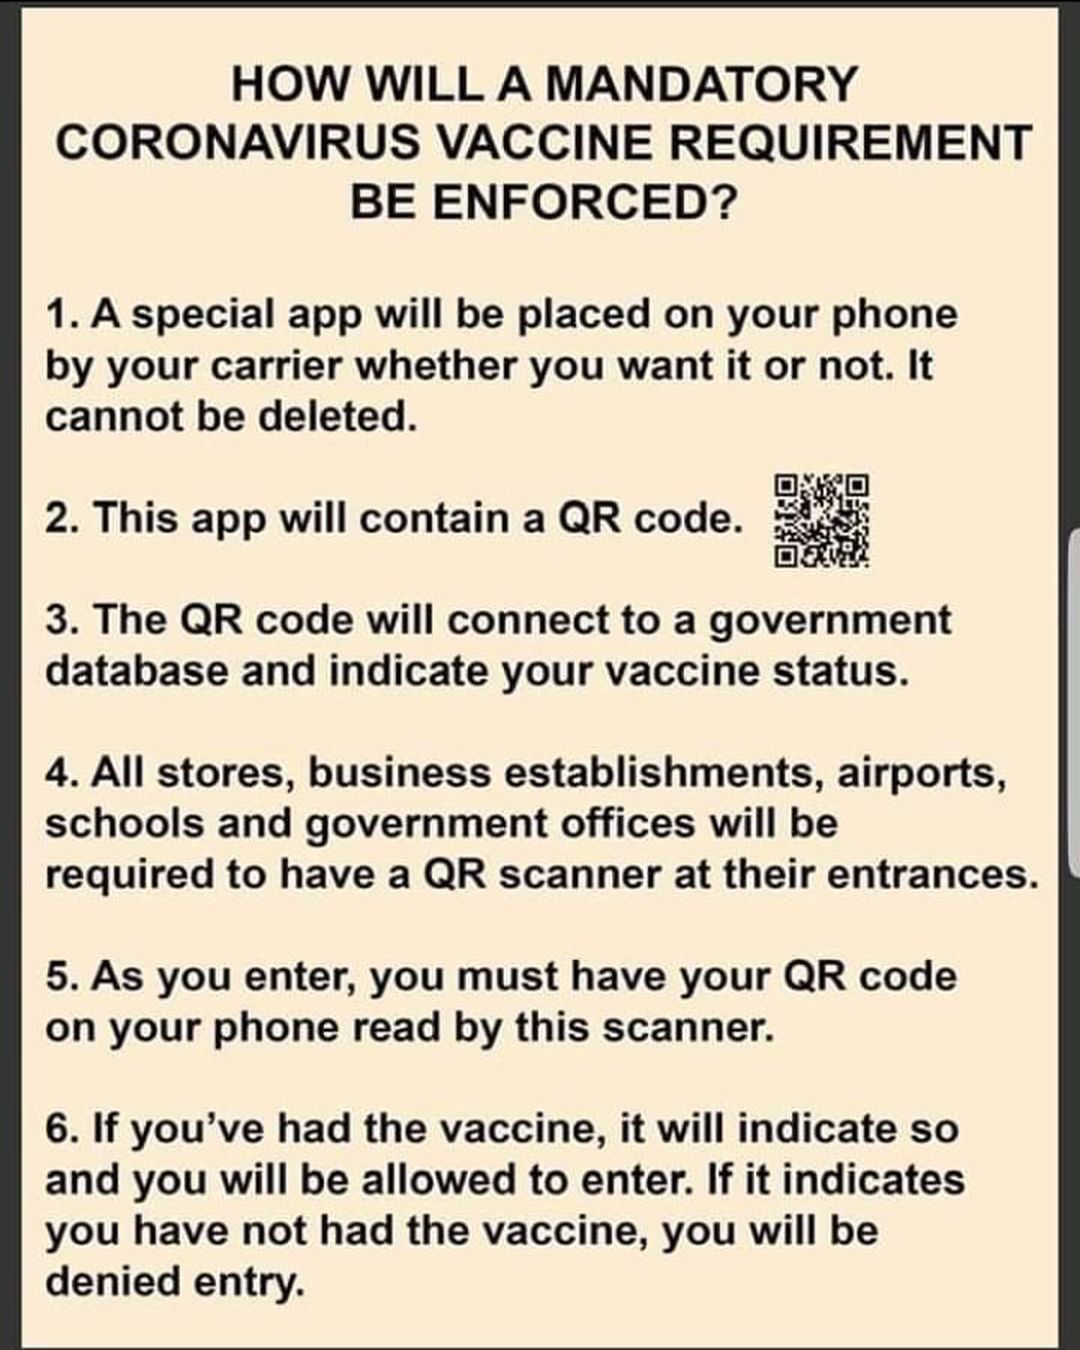 HOW WILL A MANDATORY
CORONAVIRUS VACCINE REQUIREMENT
BE ENFORCED?
1. A special app will be placed on your phone
by your carrier whether you want it or not. It
cannot be deleted.
2. This app will contain a QR code.
3. The QR code will connect to a government
database and indicate your vaccine status.
4. All stores, business establishments, airports,
schools and government offices will be
required to have a QR scanner at their entrances.
5. As you enter, you must have your QR code
on your phone read by this scanner.
6. If you’ve had the vaccine, it will indicate so
and you will be allowed to enter. If it indicates
you have not had the vaccine, you will be
denied entry.